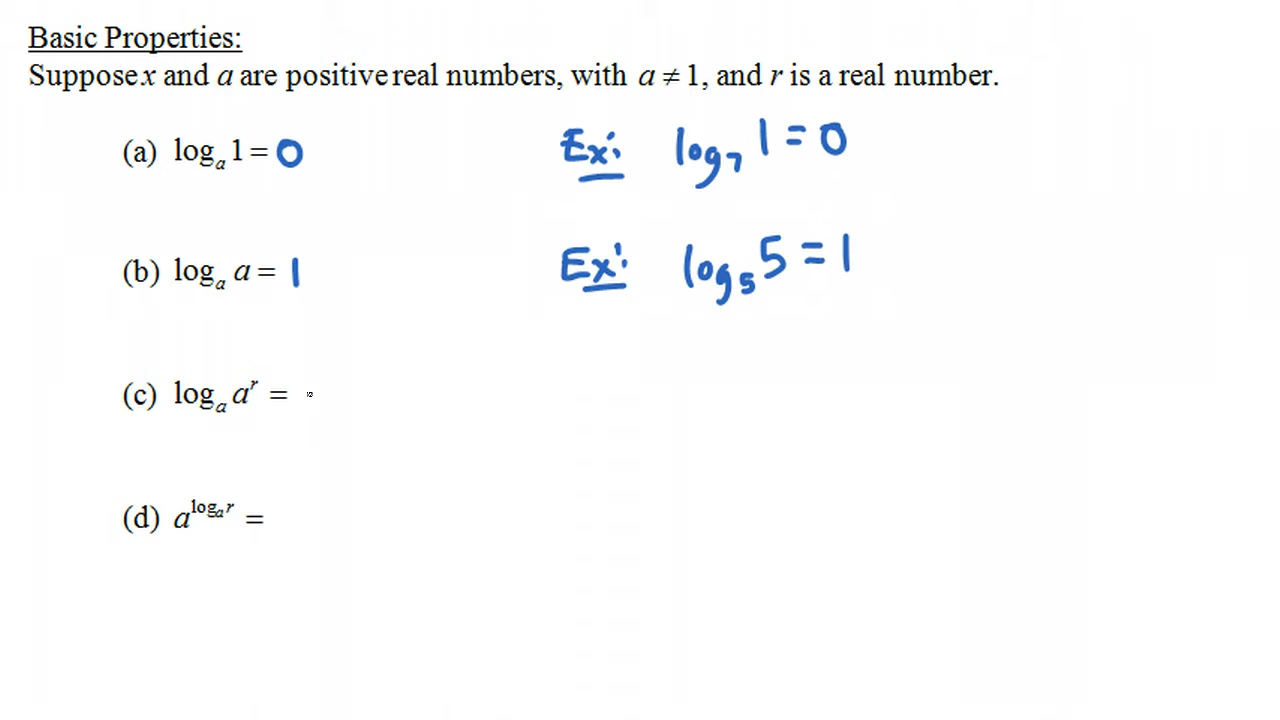 Basic Properties:
Suppose x and a are positive real numbers, with a ≠ 1, and r is a real number.
(a) logₐ 1 = 0 Ex: log₇ 1 = 0
(b) logₐ a = 1 Ex: log₅ 5 = 1
(c) logₐ aʳ =
(d) a^(logₐ r) =